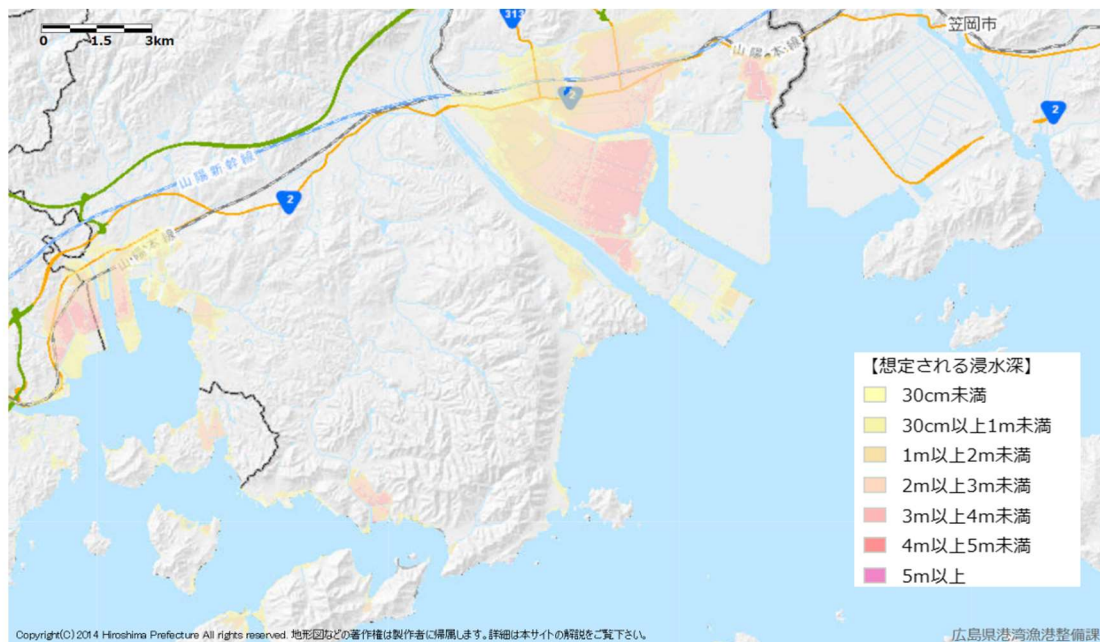 0 1.5 3km
313
笠岡市
山陽本線
2
2
山陽新幹線
2
山陽本線
【想定される浸水深】
30cm未満
30cm以上1m未満
1m以上2m未満
2m以上3m未満
3m以上4m未満
4m以上5m未満
5m以上
Copyright(C) 2014 Hiroshima Prefecture All rights reserved. 地形図などの著作権は製作者に帰属します。詳細は本サイトの解説をご覧下さい。
広島県港湾漁港整備課